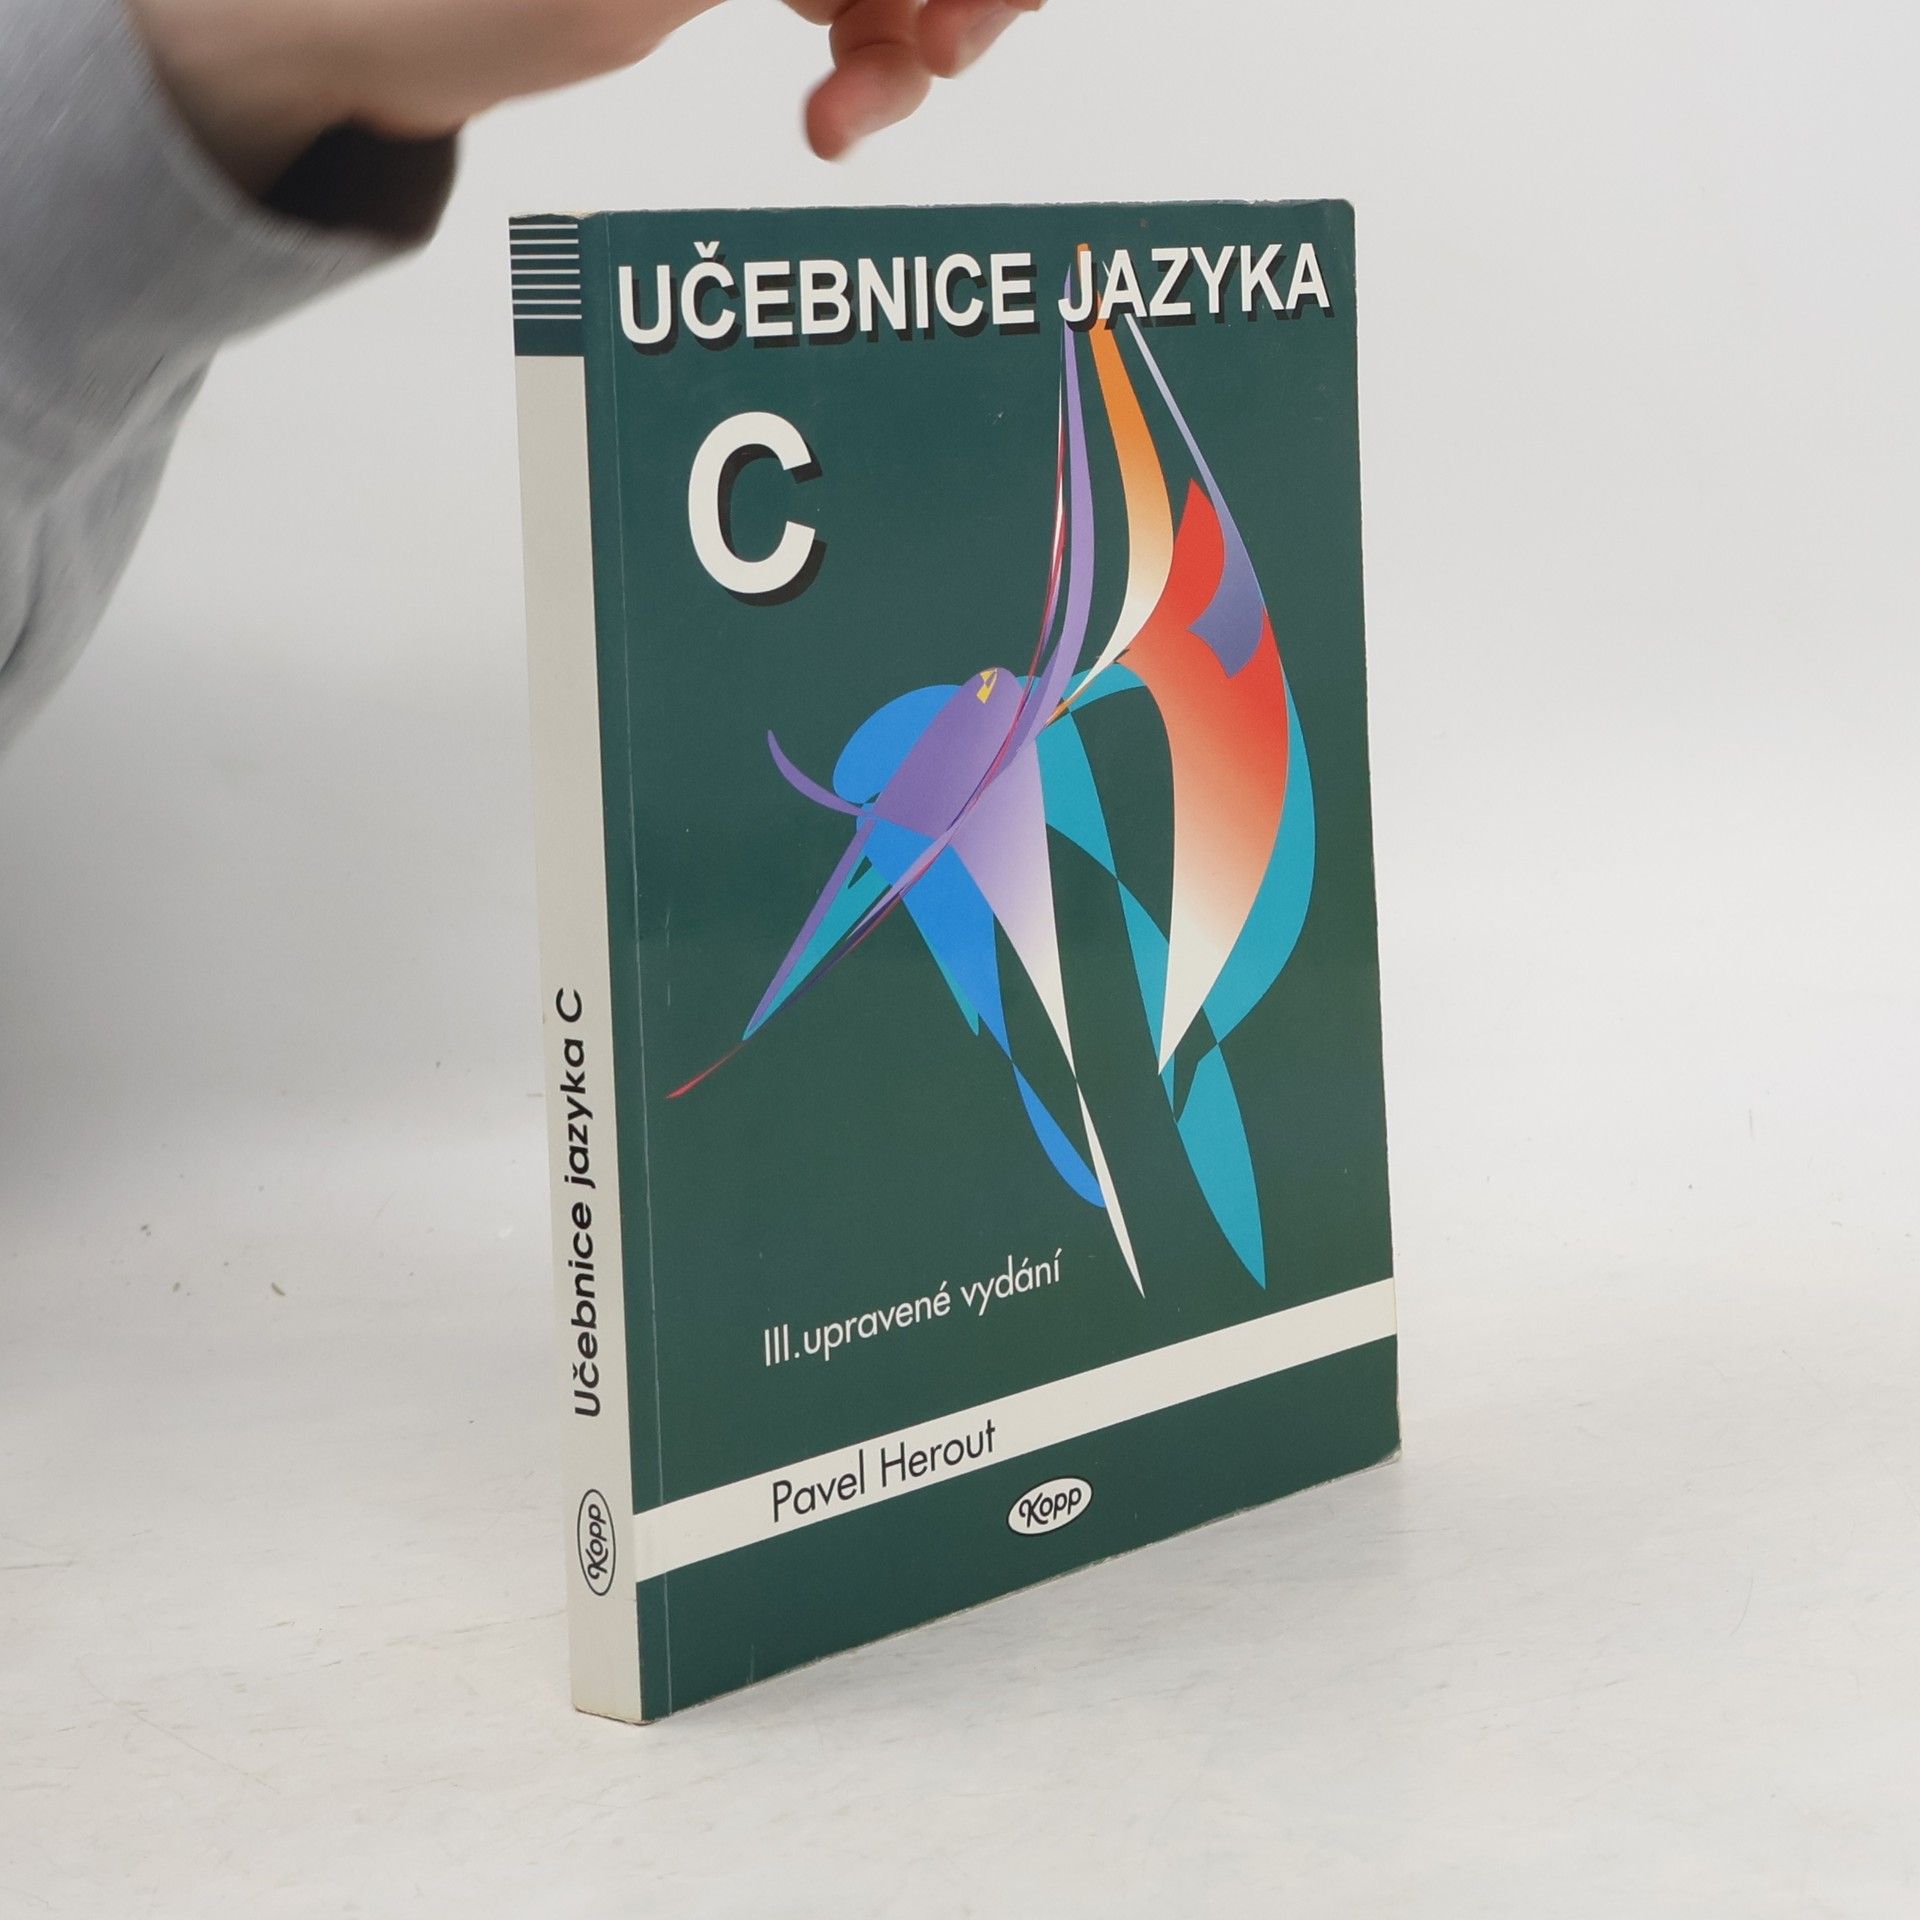 UČEBNICE JAZYKA
C
III.upravené vydání
Pavel Herout
Kopp
Učebnice jazyka C
Kopp